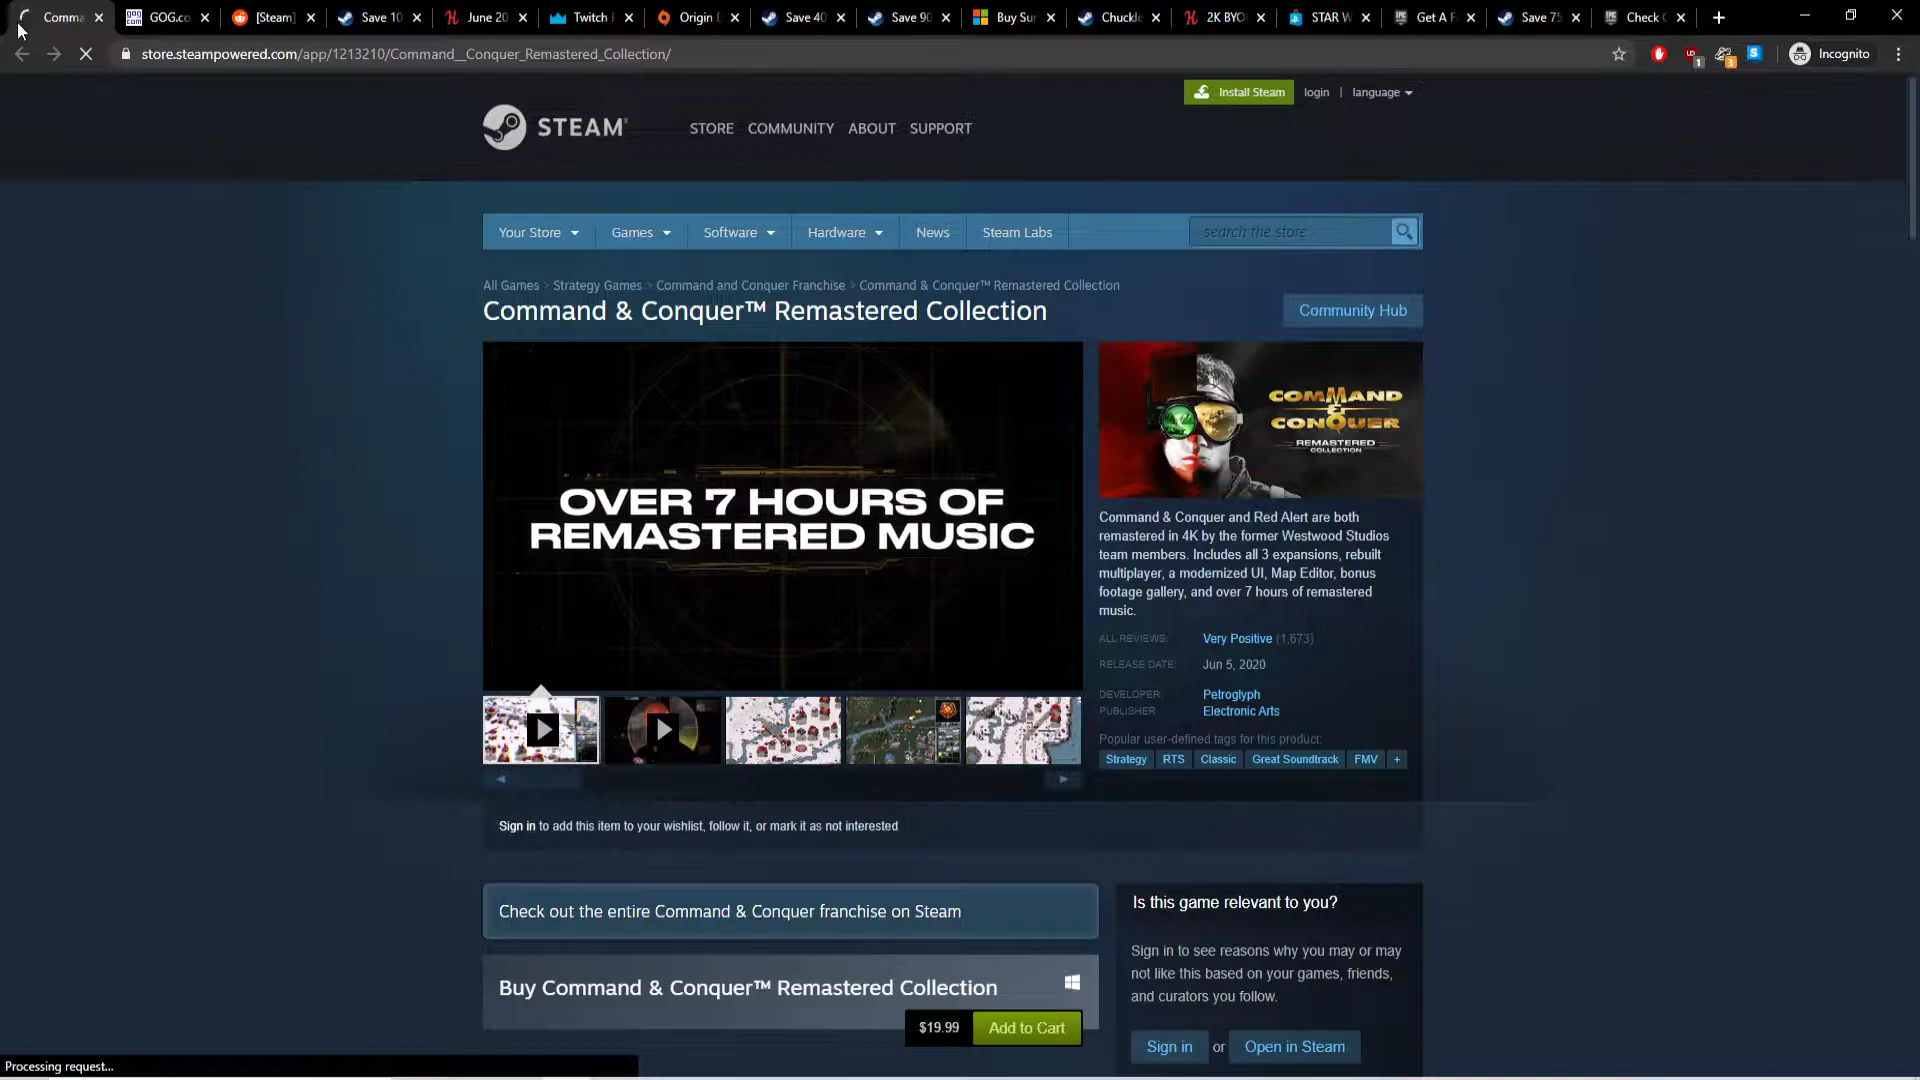 Comma
GOG.co
[Steam]
Save 10
June 20
Twitch
Origin
Save 40
Save 90
Buy Sur
Chuckle
2K BYO
STAR W
Get A F
Save 75
Check
store.steampowered.com/app/1213210/Command__Conquer_Remastered_Collection/
Incognito
Install Steam login | language
STEAM
STORE COMMUNITY ABOUT SUPPORT
Your Store Games Software Hardware News Steam Labs search the store
All Games > Strategy Games > Command and Conquer Franchise > Command & Conquer™ Remastered Collection
Command & Conquer™ Remastered Collection
Community Hub
OVER 7 HOURS OF
REMASTERED MUSIC
COMMAND
&
CONQUER
REMASTERED
COLLECTION
Command & Conquer and Red Alert are both
remastered in 4K by the former Westwood Studios
team members. Includes all 3 expansions, rebuilt
multiplayer, a modernized UI, Map Editor, bonus
footage gallery, and over 7 hours of remastered
music.
ALL REVIEWS: Very Positive (1,673)
RELEASE DATE: Jun 5, 2020
DEVELOPER: Petroglyph
PUBLISHER: Electronic Arts
Popular user-defined tags for this product:
Strategy RTS Classic Great Soundtrack FMV +
Sign in to add this item to your wishlist, follow it, or mark it as not interested
Check out the entire Command & Conquer franchise on Steam
Buy Command & Conquer™ Remastered Collection
$19.99 Add to Cart
Is this game relevant to you?
Sign in to see reasons why you may or may
not like this based on your games, friends,
and curators you follow.
Sign in or Open in Steam
Processing request...